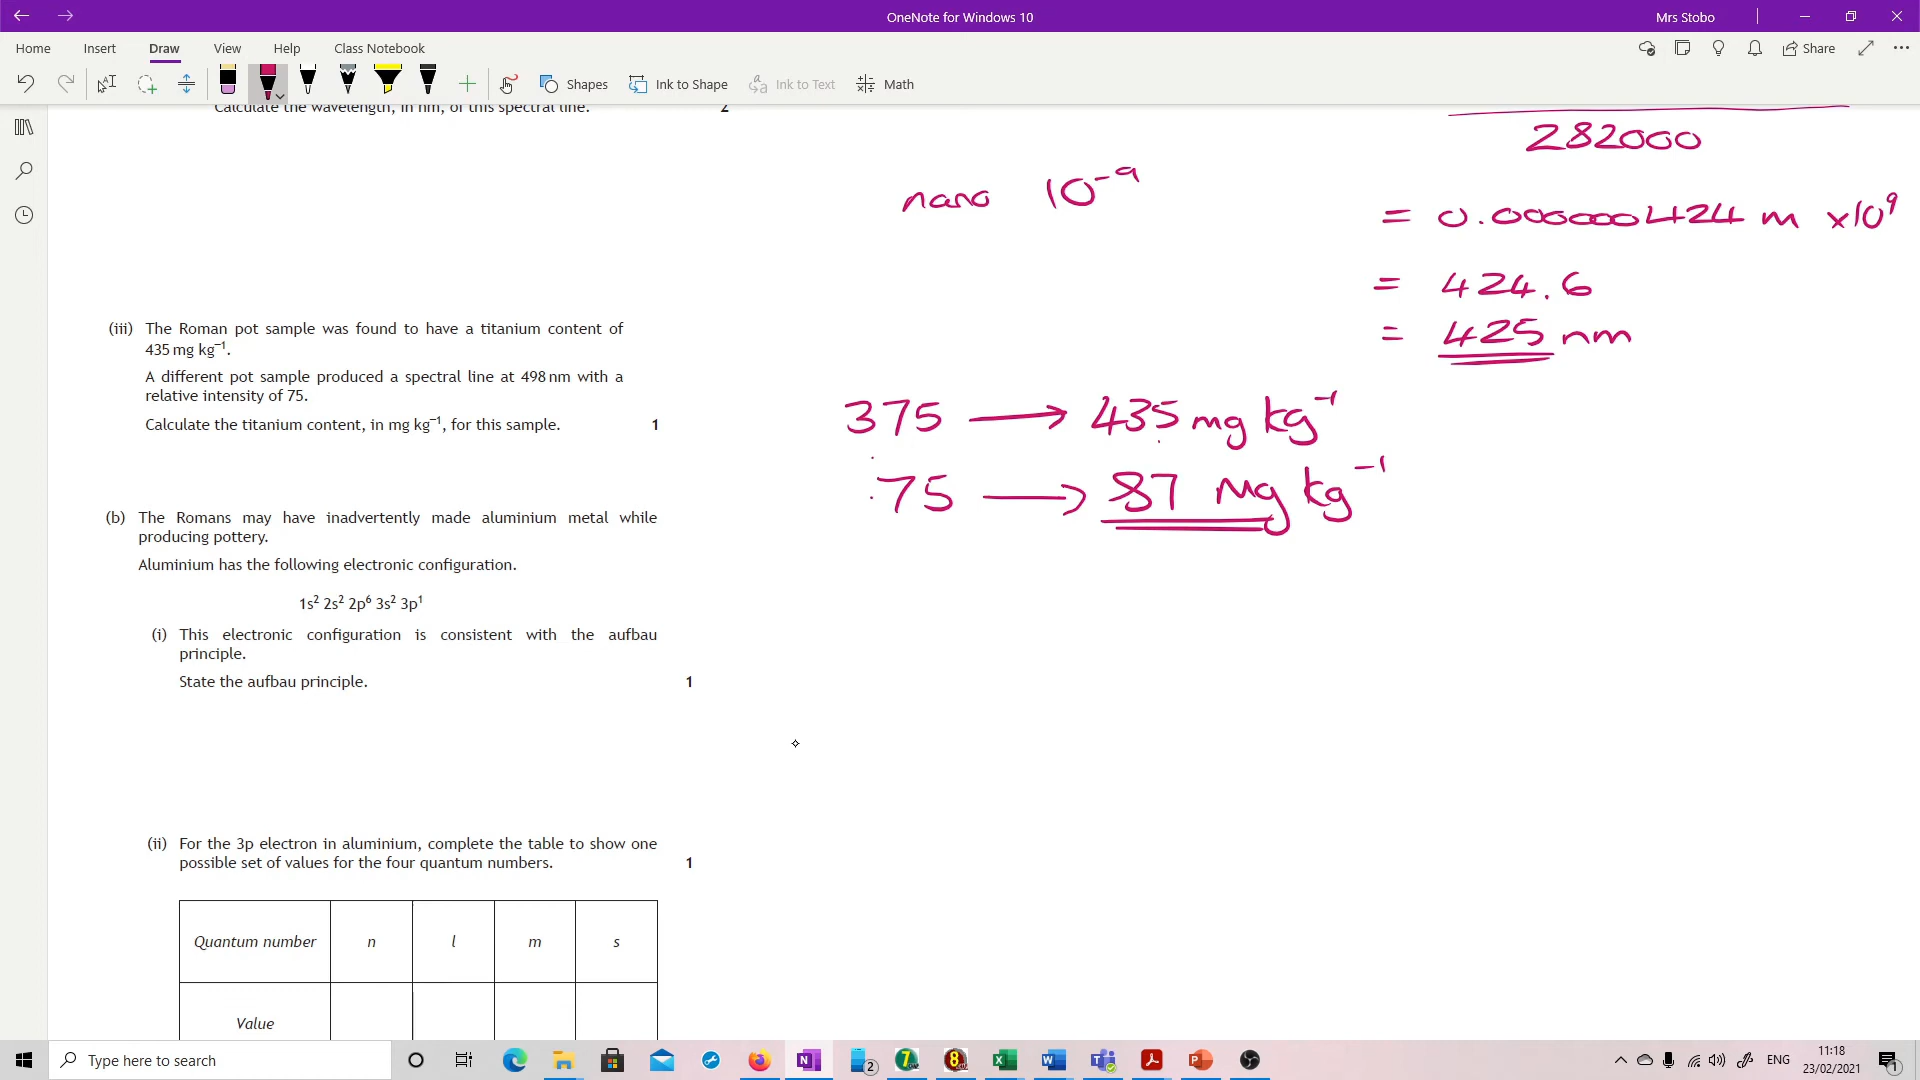 OneNote for Windows 10
Mrs Stobo
Home Insert Draw View Help Class Notebook
Share
Shapes Ink to Shape Ink to Text Math
Calculate the wavelength, in nm, of this spectral line. 2
282000
nano 10⁻⁹
= 0.000000424 m ×10⁹
= 424.6
= 425 nm
(iii) The Roman pot sample was found to have a titanium content of
435 mg kg⁻¹.
A different pot sample produced a spectral line at 498 nm with a
relative intensity of 75.
Calculate the titanium content, in mg kg⁻¹, for this sample. 1
375 → 435 mg kg⁻¹
75 → 87 mg kg⁻¹
(b) The Romans may have inadvertently made aluminium metal while
producing pottery.
Aluminium has the following electronic configuration.
1s² 2s² 2p⁶ 3s² 3p¹
(i) This electronic configuration is consistent with the aufbau
principle.
State the aufbau principle. 1
(ii) For the 3p electron in aluminium, complete the table to show one
possible set of values for the four quantum numbers. 1
Quantum number n l m s
Value
Type here to search
2
7
8
ENG
11:18
23/02/2021
1